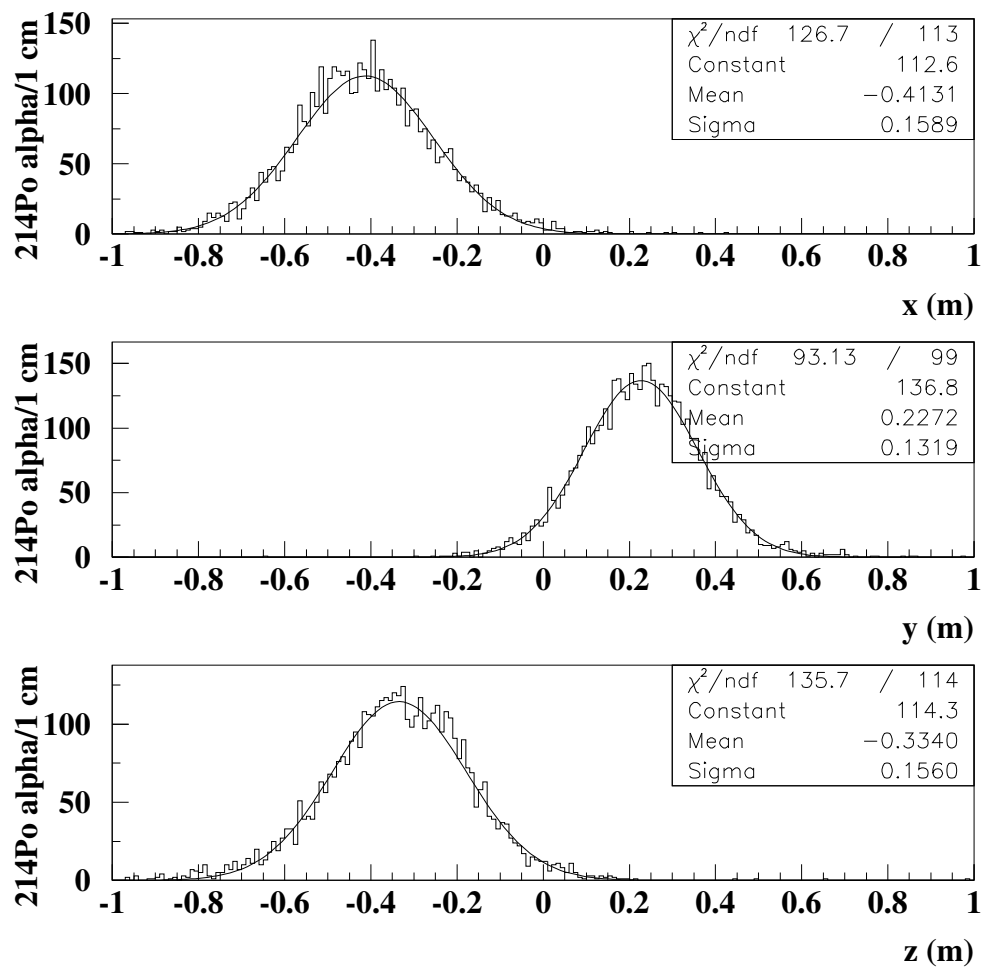 214Po alpha/1 cm
150
100
50
0
χ²/ndf 126.7 / 113
Constant 112.6
Mean −0.4131
Sigma 0.1589
-1 -0.8 -0.6 -0.4 -0.2 0 0.2 0.4 0.6 0.8 1
x (m)
214Po alpha/1 cm
150
100
50
0
χ²/ndf 93.13 / 99
Constant 136.8
Mean 0.2272
Sigma 0.1319
-1 -0.8 -0.6 -0.4 -0.2 0 0.2 0.4 0.6 0.8 1
y (m)
214Po alpha/1 cm
100
50
0
χ²/ndf 135.7 / 114
Constant 114.3
Mean −0.3340
Sigma 0.1560
-1 -0.8 -0.6 -0.4 -0.2 0 0.2 0.4 0.6 0.8 1
z (m)